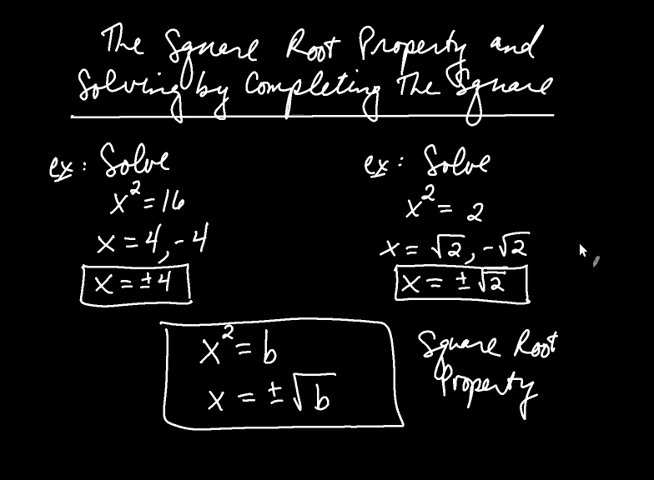 The Square Root Property and
Solving by Completing The Square
ex: Solve
x² = 16
x = 4, -4
x = ±4
ex: Solve
x² = 2
x = √2, -√2
x = ±√2
x² = b
x = ±√b
Square Root
Property